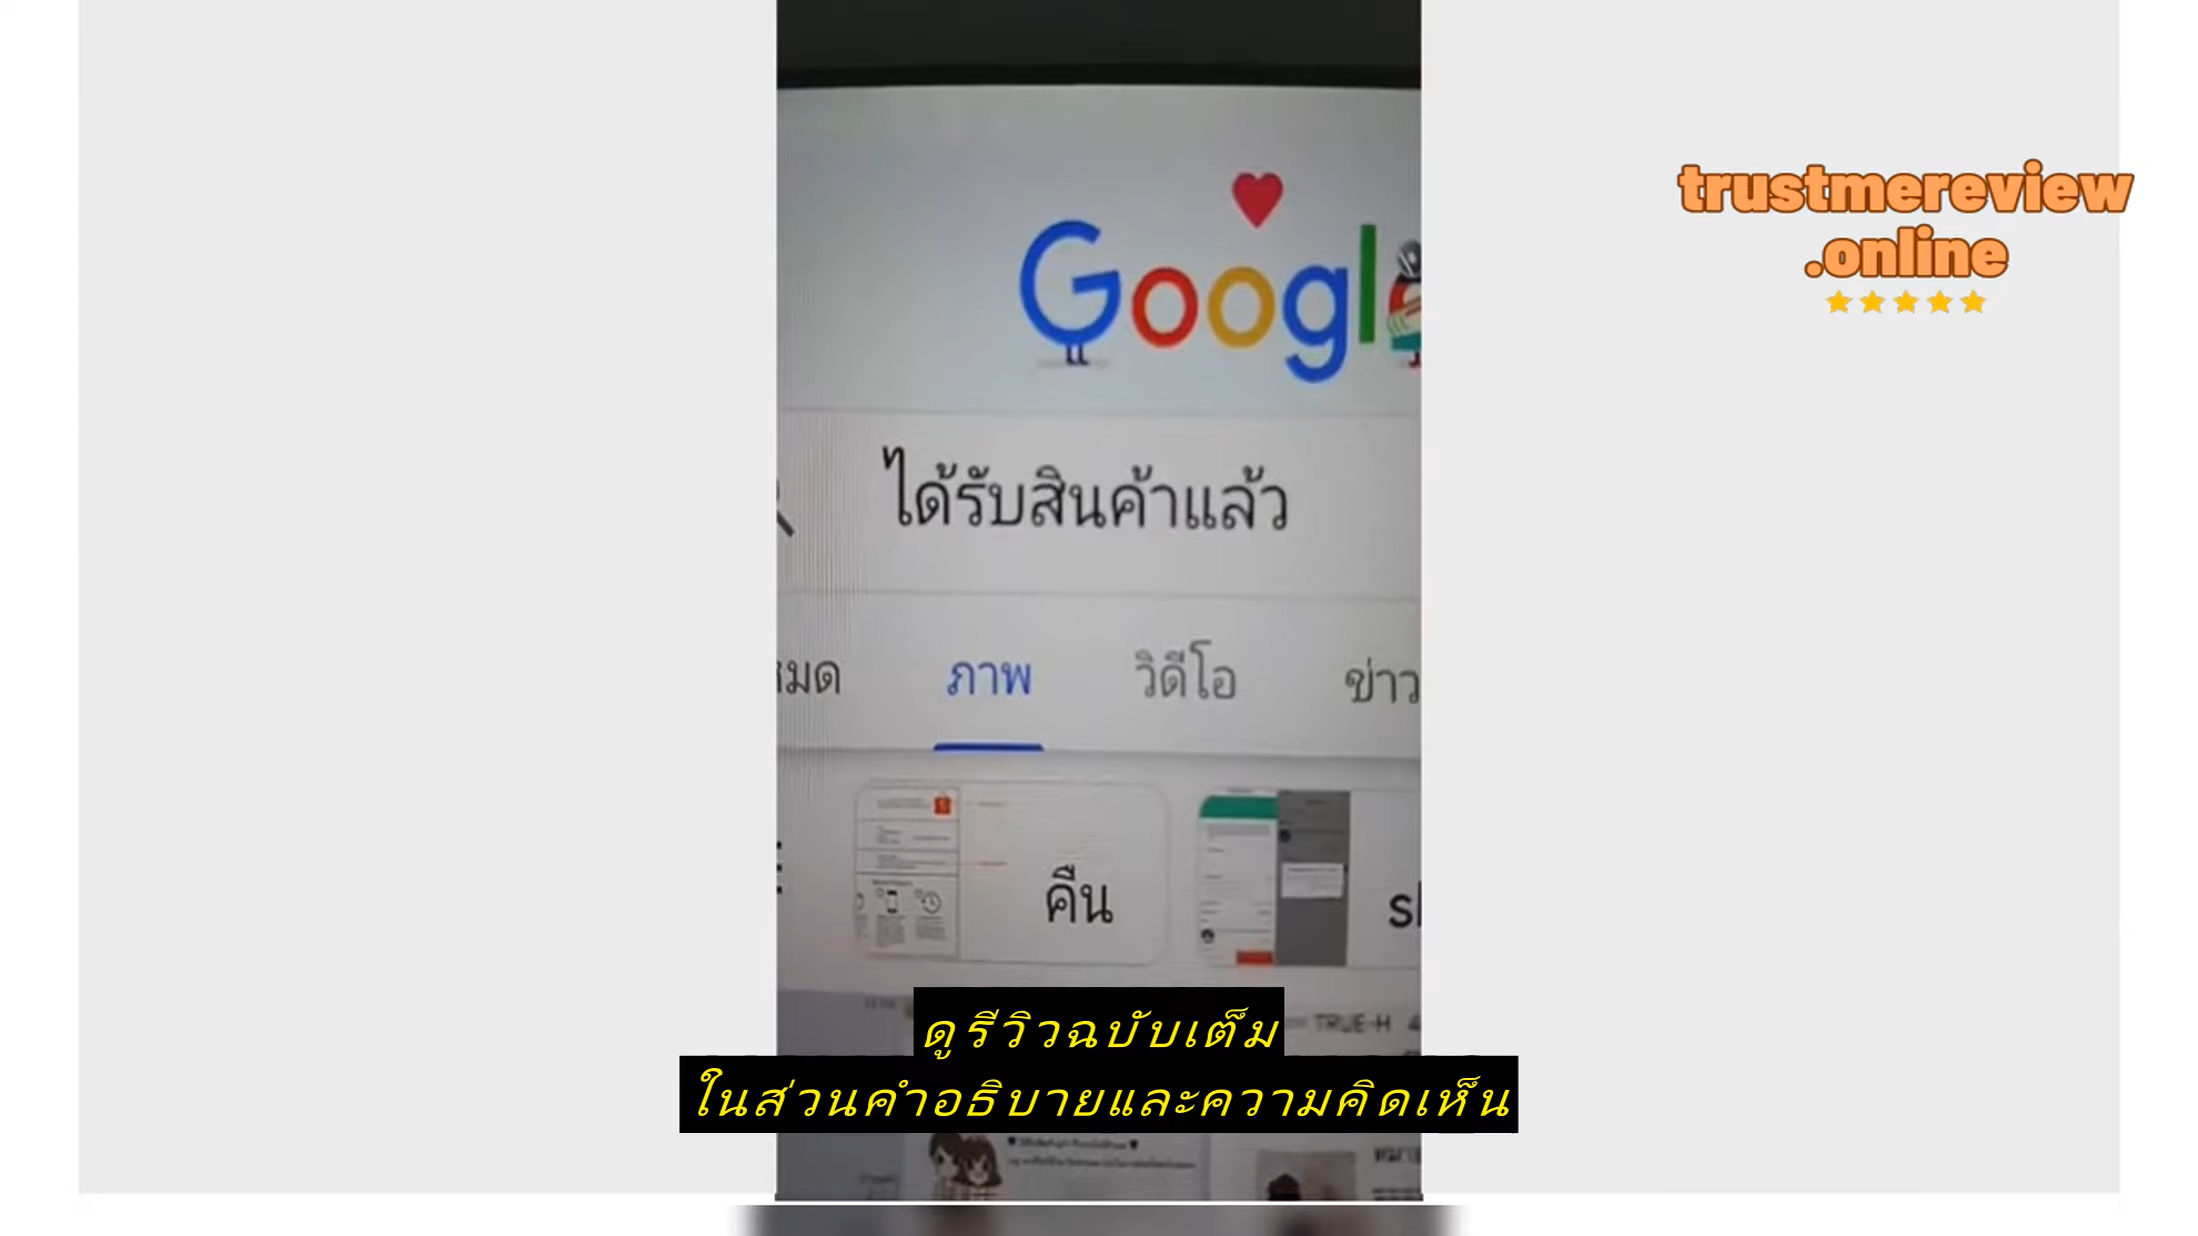 trustmereview
.online
Google
ได้รับสินค้าแล้ว
ภาพ
วิดีโอ
ข่าว
คืน
TRUE-H
ดูรีวิวฉบับเต็ม
ในส่วนคำอธิบายและความคิดเห็น